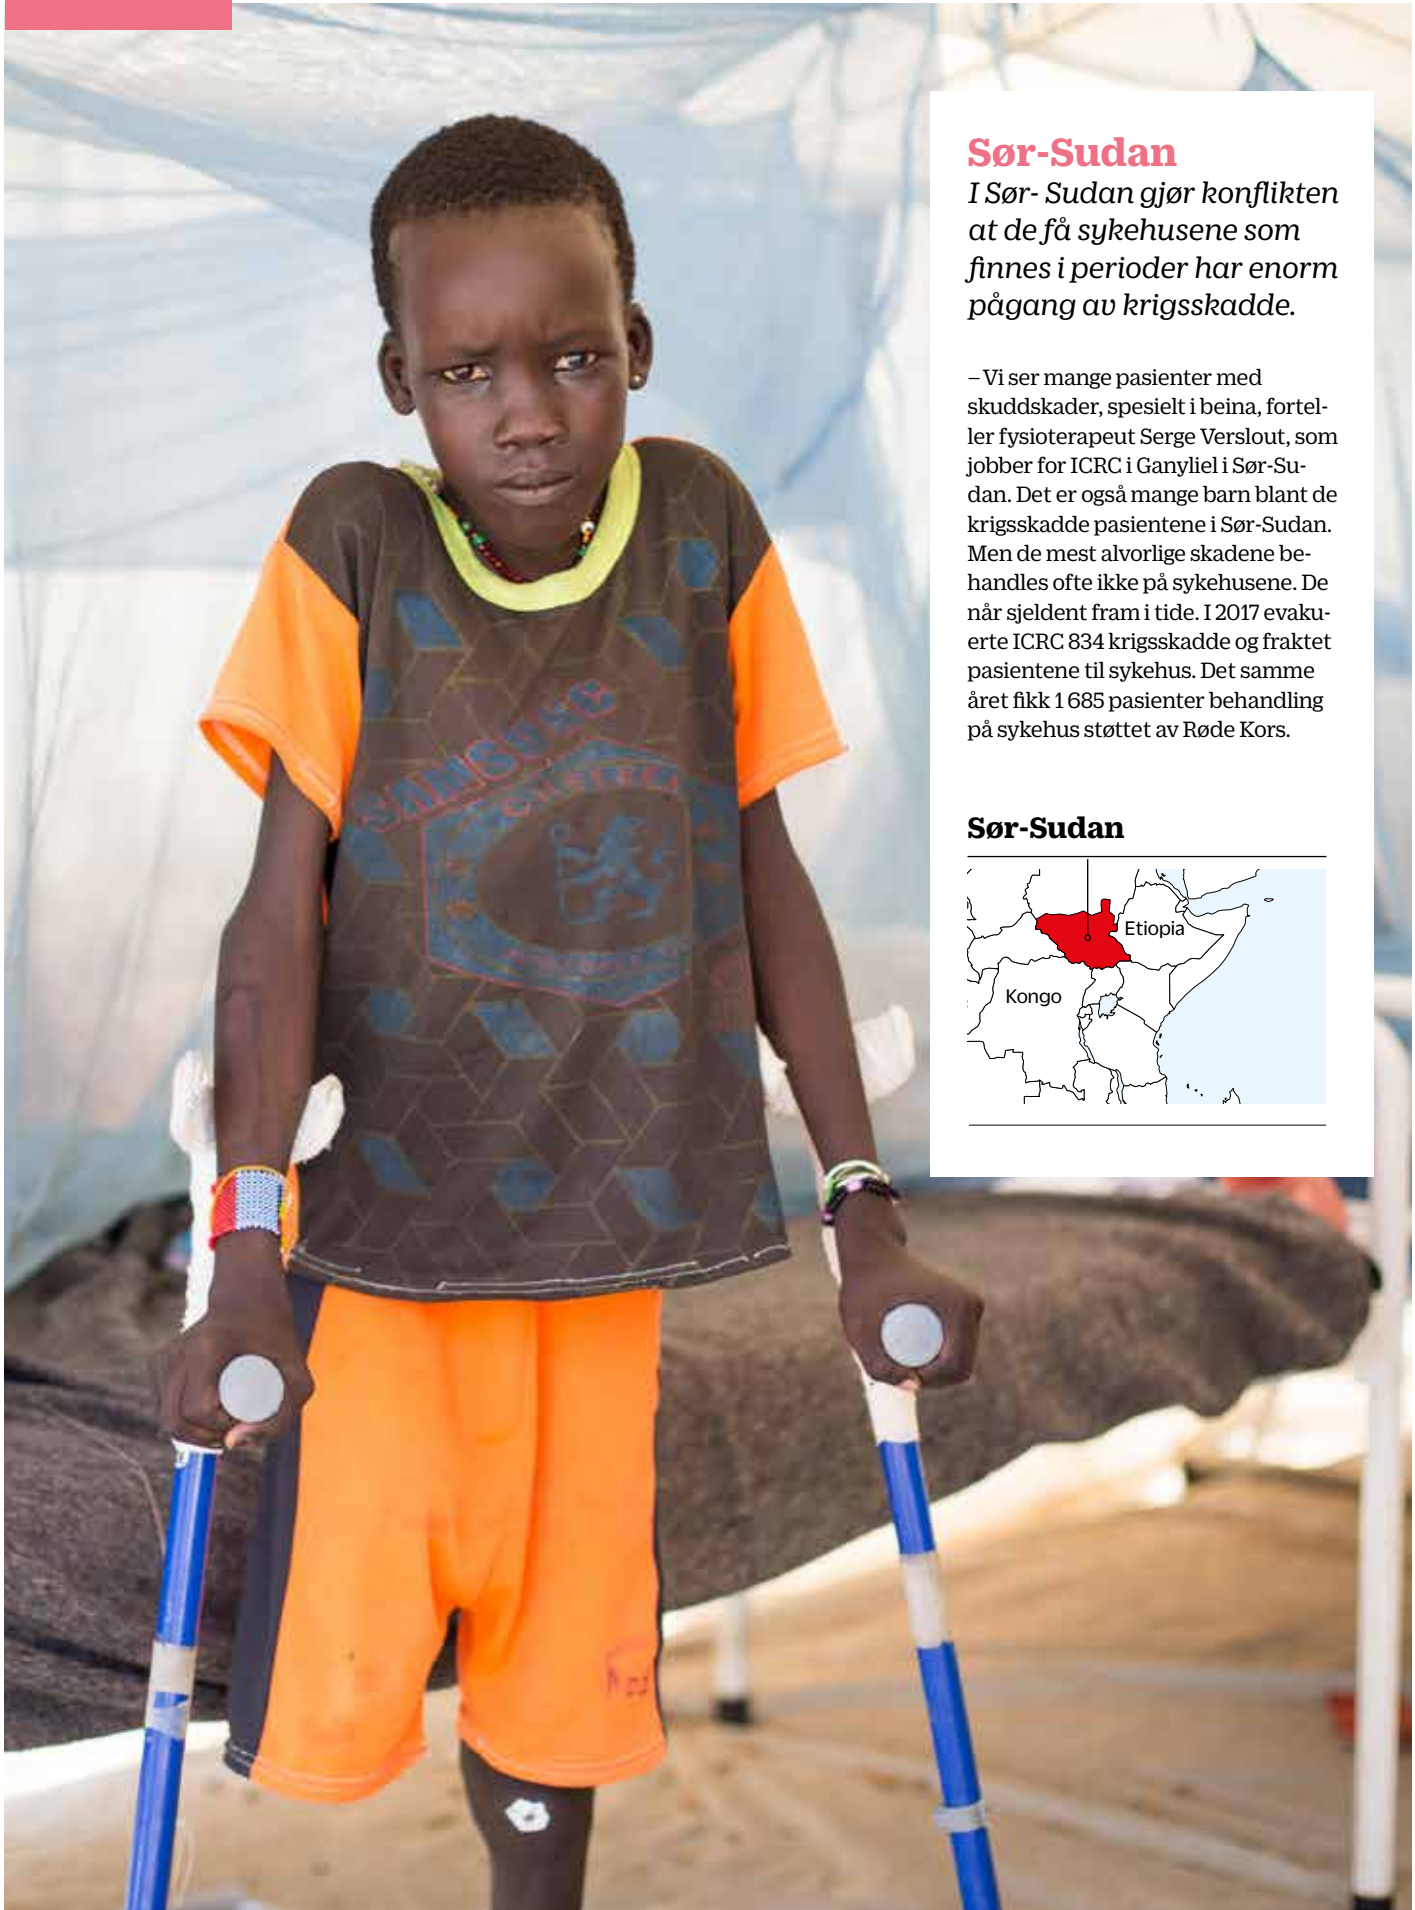 Sør-Sudan
I Sør- Sudan gjør konflikten
at de få sykehusene som
finnes i perioder har enorm
pågang av krigsskadde.
– Vi ser mange pasienter med
skuddskader, spesielt i beina, fortel-
ler fysioterapeut Serge Verslout, som
jobber for ICRC i Ganyliel i Sør-Su-
dan. Det er også mange barn blant de
krigsskadde pasientene i Sør-Sudan.
Men de mest alvorlige skadene be-
handles ofte ikke på sykehusene. De
når sjeldent fram i tide. I 2017 evaku-
erte ICRC 834 krigsskadde og fraktet
pasientene til sykehus. Det samme
året fikk 1 685 pasienter behandling
på sykehus støttet av Røde Kors.
Sør-Sudan
Etiopia
Kongo
SAMSUNG